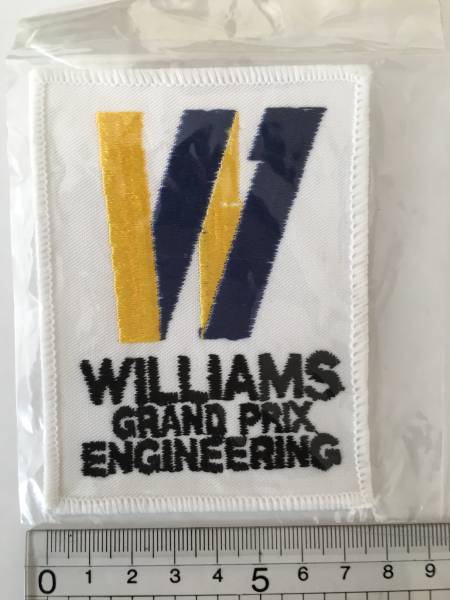 W
WILLIAMS
GRAND PRIX
ENGINEERING
0 1 2 3 4 5 6 7 8 9